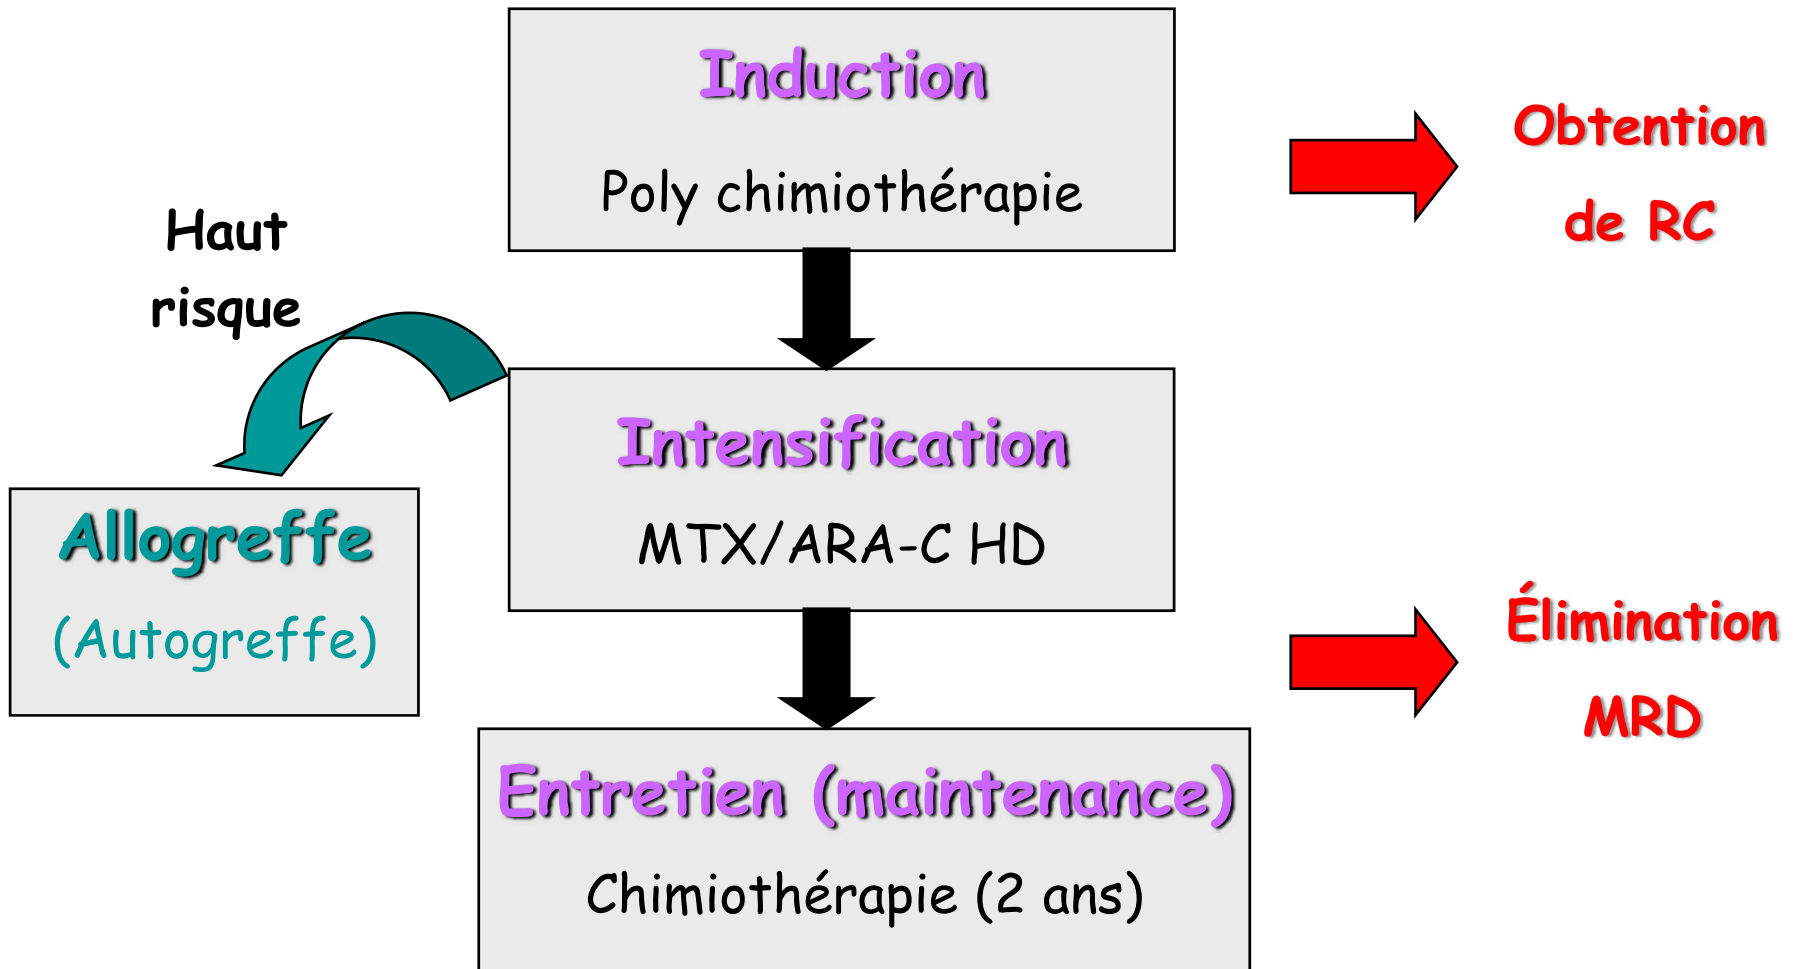 Induction
Poly chimiothérapie
Obtention
de RC
Haut
risque
Intensification
MTX/ARA-C HD
Allogreffe
(Autogreffe)
Élimination
MRD
Entretien (maintenance)
Chimiothérapie (2 ans)